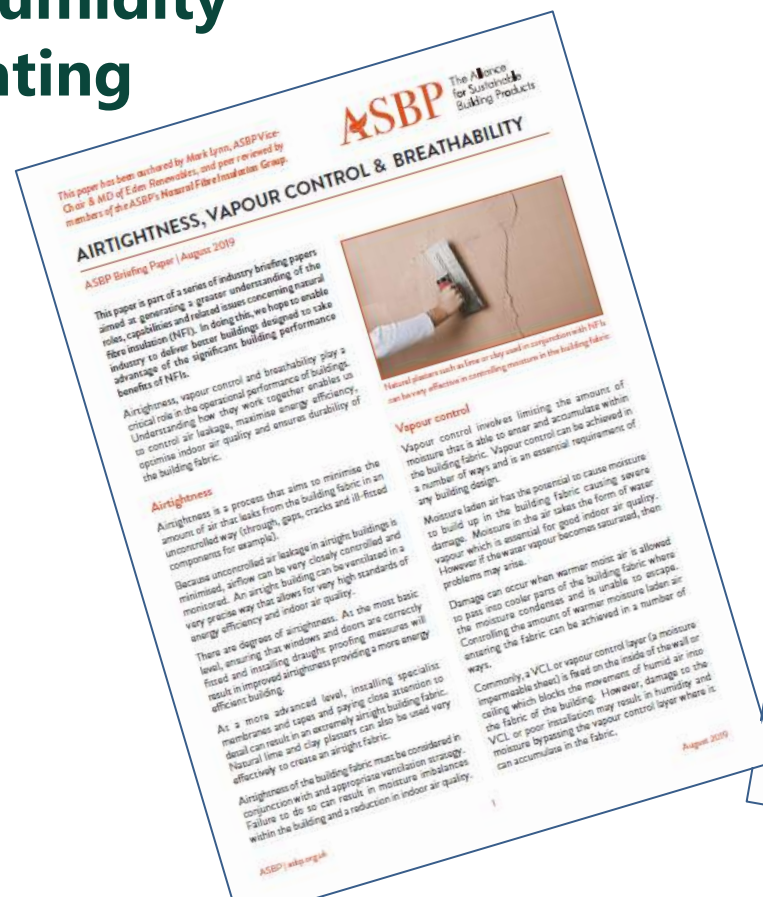 umidity
nting
This paper has been authored by Mark Lynn, ASBP Vice-
Chair & MD of Eden Renewables, and peer reviewed by
members of the ASBP's Natural Fibre Insulation Group.
ASBP
The Alliance
for Sustainable
Building Products
AIRTIGHTNESS, VAPOUR CONTROL & BREATHABILITY
ASBP Briefing Paper | August 2019
This paper is part of a series of industry briefing papers
aimed at generating a greater understanding of the
roles, capabilities and related issues concerning natural
fibre insulation (NFI). In doing this, we hope to enable
industry to deliver better buildings designed to take
advantage of the significant building performance
benefits of NFIs.
Airtightness, vapour control and breathability play a
critical role in the operational performance of buildings.
Understanding how they work together enables us
to control air leakage, maximise energy efficiency,
optimise indoor air quality and ensures durability of
the building fabric.
Airtightness
Airtightness is a process that aims to minimise the
amount of air that leaks from the building fabric in an
uncontrolled way (through, gaps, cracks and ill-fitted
components for example).
Because uncontrolled air leakage in airtight buildings is
minimised, airflow can be very closely controlled and
monitored. An airtight building can be ventilated in a
very precise way that allows for very high standards of
energy efficiency and indoor air quality.
There are degrees of airtightness. At the most basic
level, ensuring that windows and doors are correctly
fitted and installing draught proofing measures will
result in improved airtightness providing a more energy
efficient building.
At a more advanced level, installing specialist
membranes and tapes and paying close attention to
detail can result in an extremely airtight building fabric.
Natural lime and clay plasters can also be used very
effectively to create an airtight fabric.
Airtightness of the building fabric must be considered in
conjunction with and appropriate ventilation strategy.
Failure to do so can result in moisture imbalances
within the building and a reduction in indoor air quality.
Natural plasters such as lime or clay used in conjunction with NFIs
can be very effective in controlling moisture in the building fabric
Vapour control
Vapour control involves limiting the amount of
moisture that is able to enter and accumulate within
the building fabric. Vapour control can be achieved in
a number of ways and is an essential requirement of
any building design.
Moisture laden air has the potential to cause moisture
to build up in the building fabric causing severe
damage. Moisture in the air takes the form of water
vapour which is essential for good indoor air quality.
However if the water vapour becomes saturated, then
problems may arise.
Damage can occur when warmer moist air is allowed
to pass into cooler parts of the building fabric where
the moisture condenses and is unable to escape.
Controlling the amount of warmer moisture laden air
entering the fabric can be achieved in a number of
ways.
Commonly, a VCL or vapour control layer (a moisture
impermeable sheet) is fixed on the inside of the wall or
ceiling which blocks the movement of humid air into
the fabric of the building. However, damage to the
VCL or poor installation may result in humidity and
moisture bypassing the vapour control layer where it
can accumulate in the fabric.
August 2019
1
ASBP | asbp.org.uk